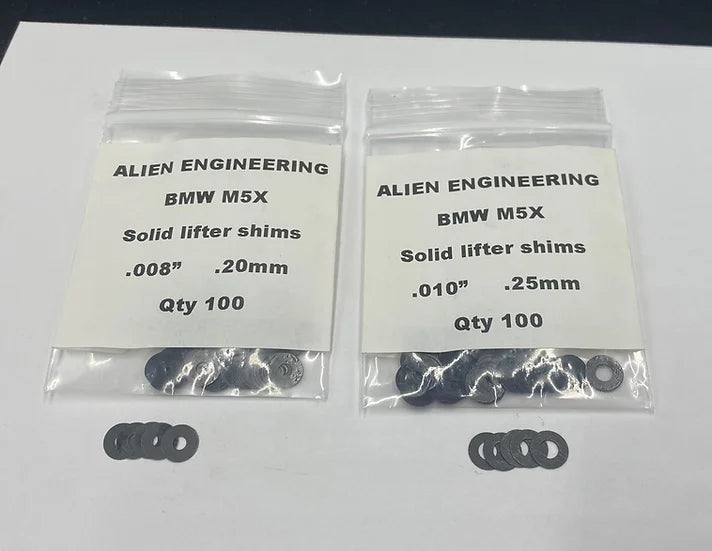 ALIEN ENGINEERING
BMW M5X
Solid lifter shims
.008” .20mm
Qty 100
ALIEN ENGINEERING
BMW M5X
Solid lifter shims
.010” .25mm
Qty 100